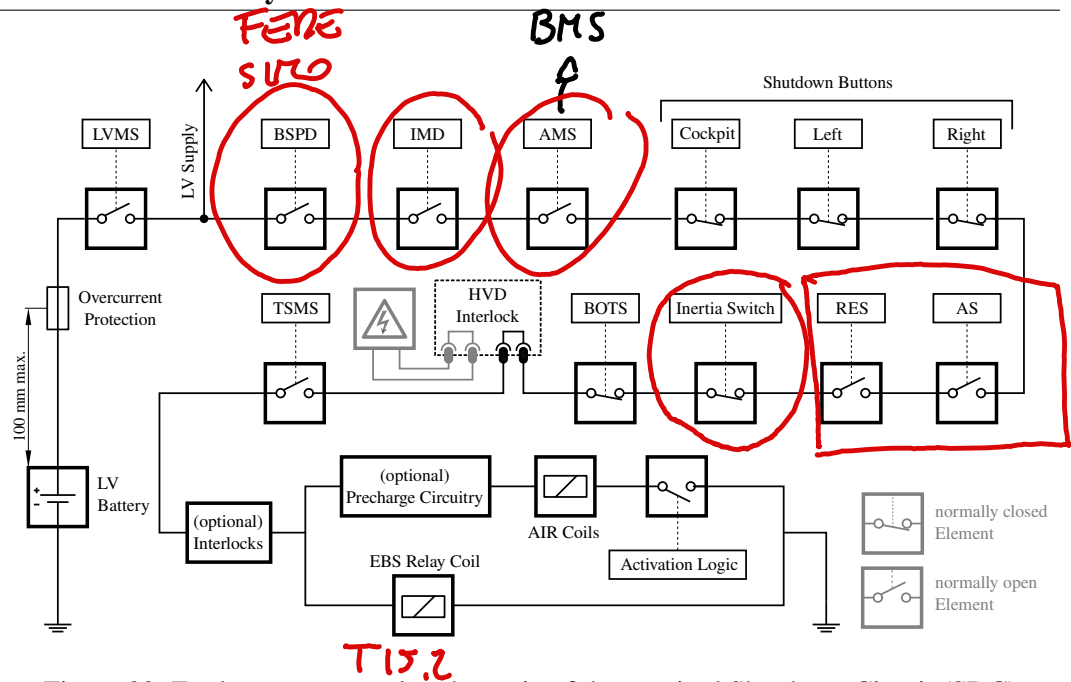 FERE
SURO
BMS
Shutdown Buttons
LVMS
LV Supply
BSPD
IMD
AMS
Cockpit
Left
Right
Overcurrent
Protection
TSMS
HVD
Interlock
BOTS
Inertia Switch
RES
AS
100 mm max.
LV
Battery
+
-
(optional)
Precharge Circuitry
(optional)
Interlocks
AIR Coils
Activation Logic
EBS Relay Coil
normally closed
Element
normally open
Element
T15.2